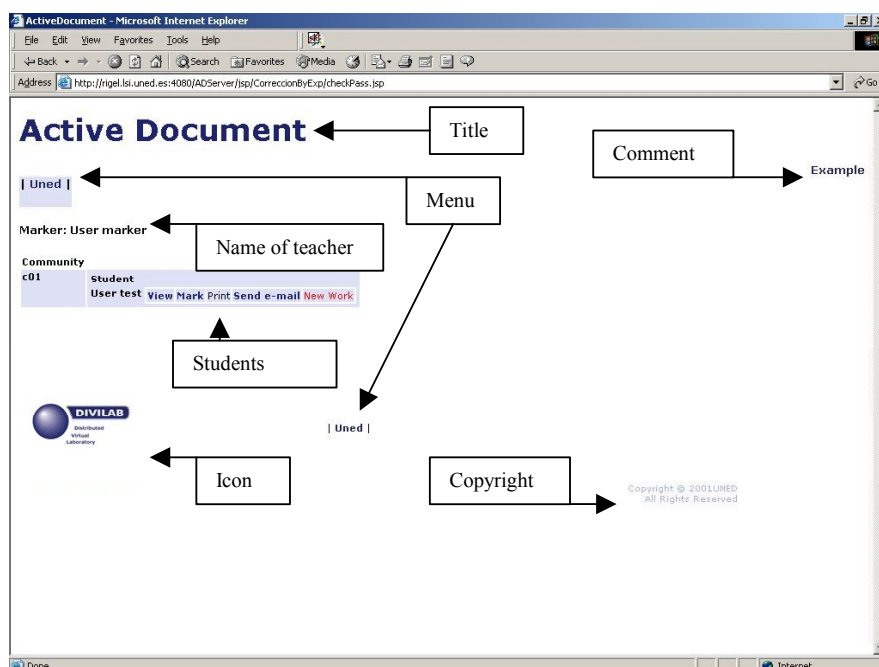 ActiveDocument - Microsoft Internet Explorer
File Edit View Favorites Tools Help
Back Search Favorites Media
Address http://rigel.lsi.uned.es:4080/ADServer/jsp/CorreccionByExp/checkPass.jsp Go
Active Document
Title
Comment
Example
| Uned |
Menu
Marker: User marker
Name of teacher
Community
c01 Student
User test View Mark Print Send e-mail New Work
Students
DIVILAB
Distributed
Virtual
Laboratory
| Uned |
Icon
Copyright
Copyright © 2001UNED
All Rights Reserved
Done Internet